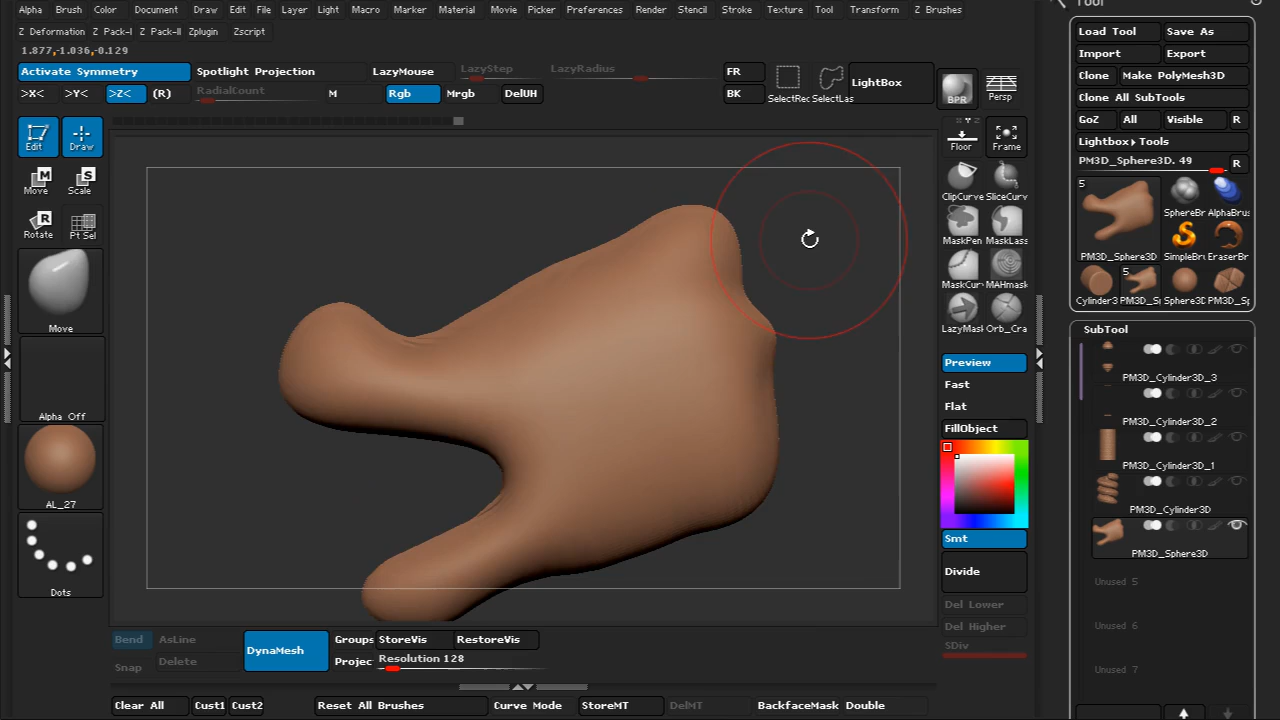 Alpha Brush Color Document Draw Edit File Layer Light Macro Marker Material Movie Picker Preferences Render Stencil Stroke Texture Tool Transform Z Brushes
Z Deformation Z Pack-I Z Pack-II Zplugin Zscript
1.877,-1.036,-0.129
Activate Symmetry Spotlight Projection LazyMouse LazyStep LazyRadius FR
>X< >Y< >Z< (R) RadialCount M Rgb Mrgb DelUH BK
SelectRec SelectLas LightBox BPR Persp
Edit Draw
Move Scale
Rotate Pt Sel
Move
Alpha Off
AL_27
Dots
Floor Frame
ClipCurve SliceCurv
MaskPen MaskLass
MaskCur MAHmask
LazyMas Orb_Cra
Preview
Fast
Flat
FillObject
Smt
Divide
Del Lower
Del Higher
SDiv
Bend AsLine DynaMesh Groups StoreVis RestoreVis
Snap Delete Projec Resolution 128
Clear All Cust1 Cust2 Reset All Brushes Curve Mode StoreMT DelMT BackfaceMask Double
Tool
Load Tool Save As
Import Export
Clone Make PolyMesh3D
Clone All SubTools
GoZ All Visible R
Lightbox▸Tools
PM3D_Sphere3D. 49 R
5
SphereBr AlphaBrus
PM3D_Sphere3D SimpleBru EraserBr
5
Cylinder3 PM3D_S Sphere3D PM3D_Sp
SubTool
PM3D_Cylinder3D_3
PM3D_Cylinder3D_2
PM3D_Cylinder3D_1
PM3D_Cylinder3D
PM3D_Sphere3D
Unused 5
Unused 6
Unused 7